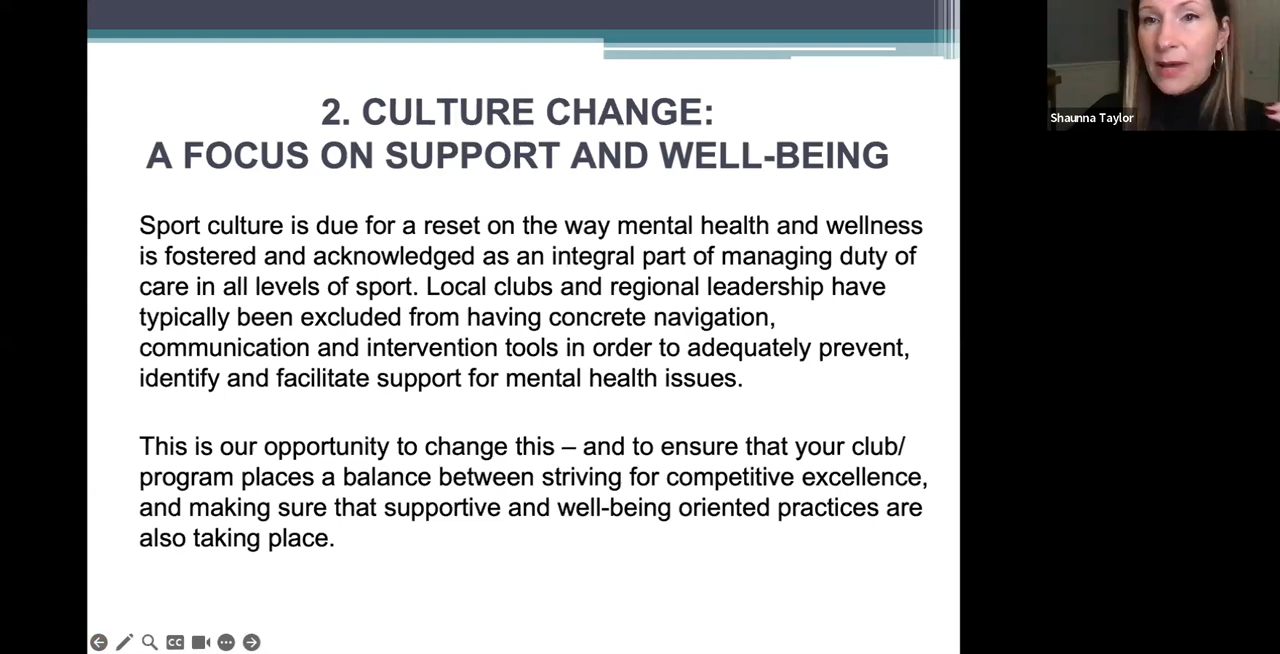 2. CULTURE CHANGE:
A FOCUS ON SUPPORT AND WELL-BEING
Sport culture is due for a reset on the way mental health and wellness
is fostered and acknowledged as an integral part of managing duty of
care in all levels of sport. Local clubs and regional leadership have
typically been excluded from having concrete navigation,
communication and intervention tools in order to adequately prevent,
identify and facilitate support for mental health issues.
This is our opportunity to change this – and to ensure that your club/
program places a balance between striving for competitive excellence,
and making sure that supportive and well-being oriented practices are
also taking place.
Shaunna Taylor
CC